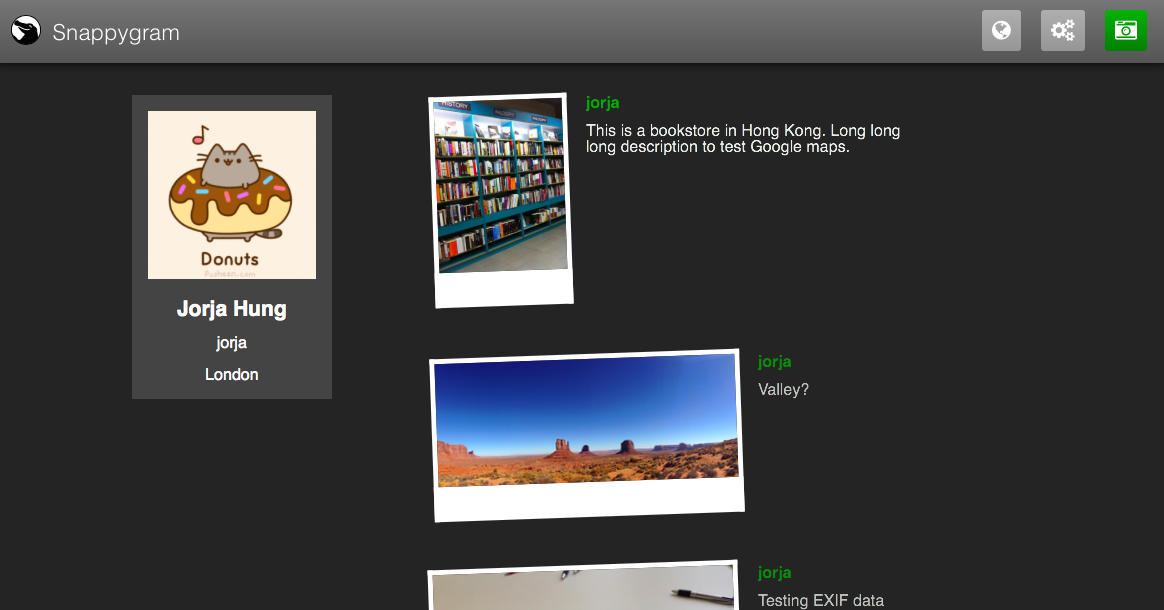 Snappygram
Donuts
Pusheen.com
Jorja Hung
jorja
London
HISTORY
jorja
This is a bookstore in Hong Kong. Long long
long description to test Google maps.
jorja
Valley?
jorja
Testing EXIF data